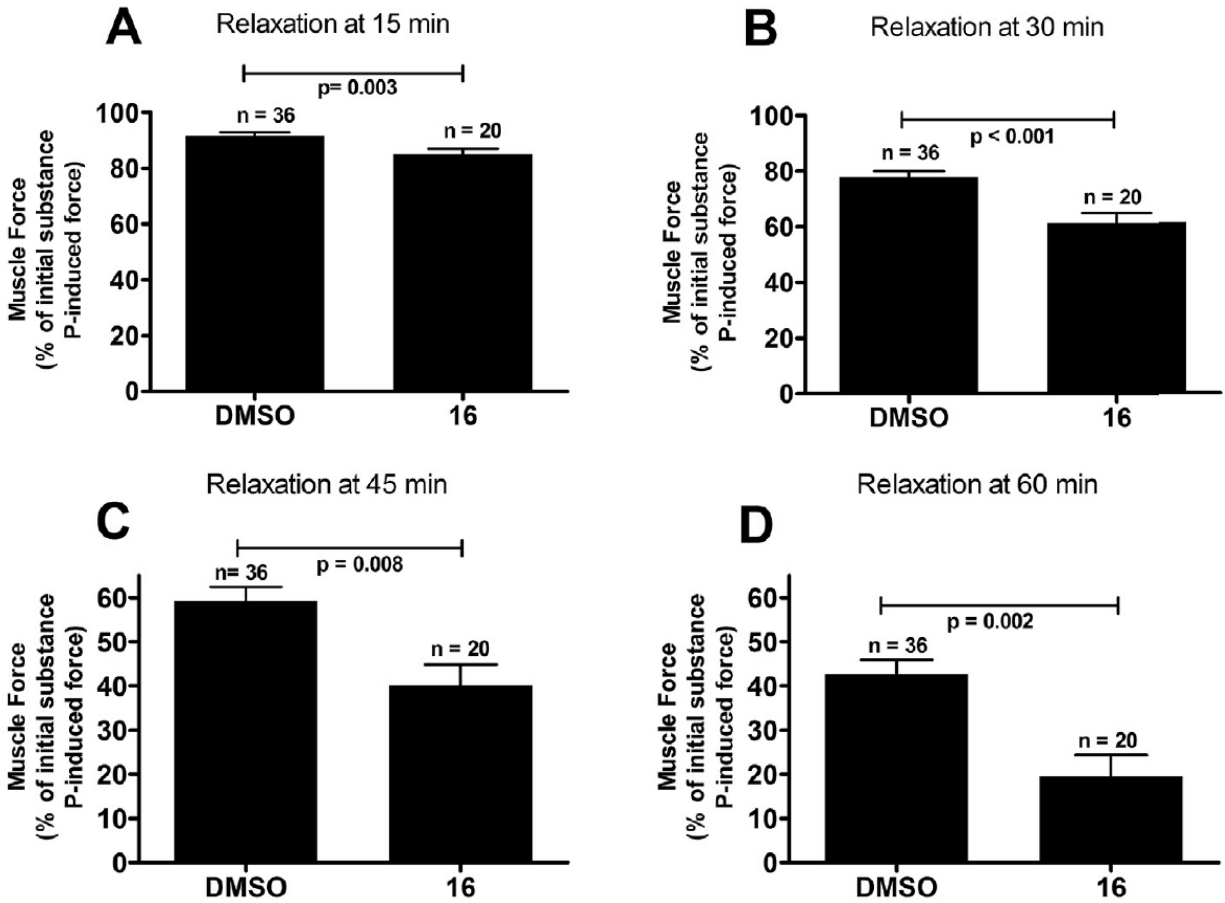 A
Relaxation at 15 min
p= 0.003
n = 36
n = 20
100
80
60
40
20
0
Muscle Force
(% of initial substance
P-induced force)
DMSO
16
B
Relaxation at 30 min
p < 0.001
n = 36
n = 20
100
80
60
40
20
0
Muscle Force
(% of initial substance
P-induced force)
DMSO
16
C
Relaxation at 45 min
p = 0.008
n= 36
n = 20
60
50
40
30
20
10
0
Muscle Force
(% of initial substance
P-induced force)
DMSO
16
D
Relaxation at 60 min
p = 0.002
n = 36
n = 20
60
50
40
30
20
10
0
Muscle Force
(% of initial substance
P-induced force)
DMSO
16